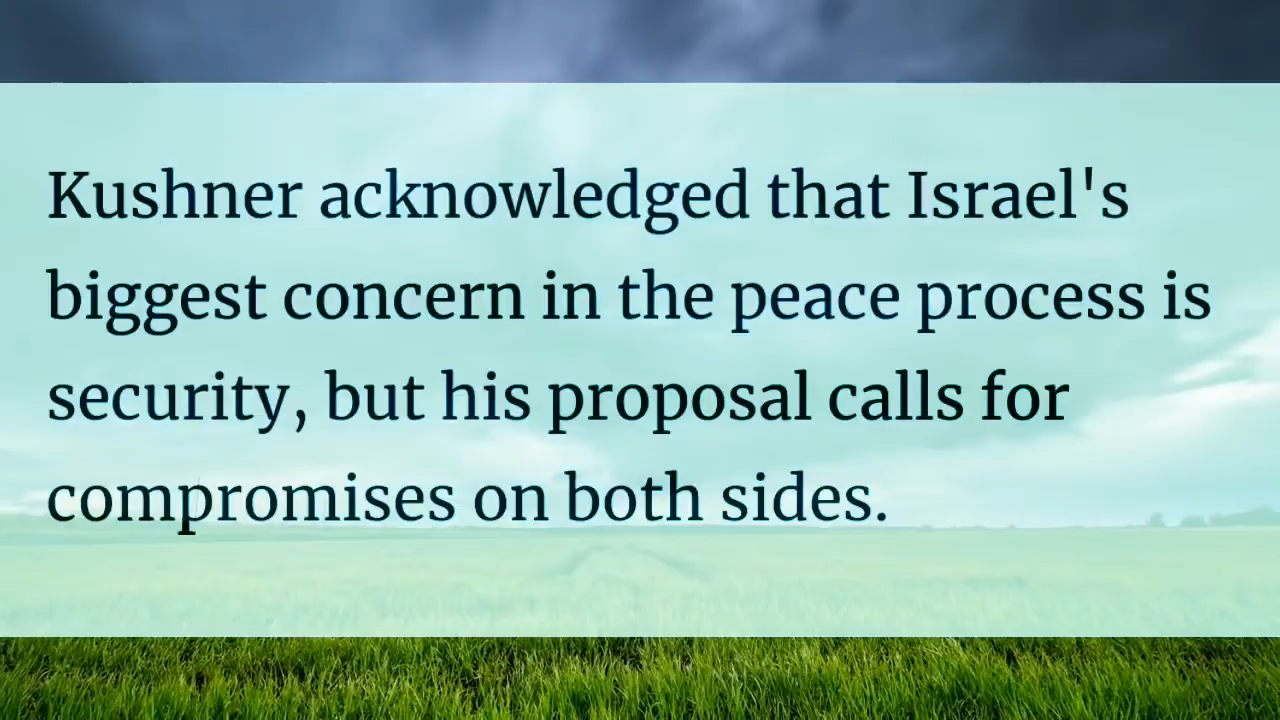 Kushner acknowledged that Israel's
biggest concern in the peace process is
security, but his proposal calls for
compromises on both sides.